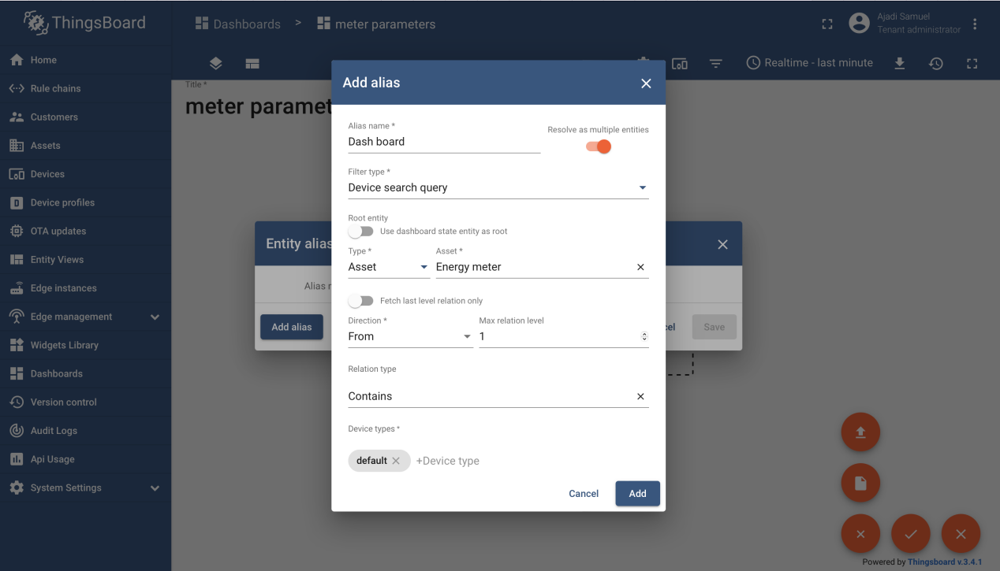 ThingsBoard
Dashboards > meter parameters
Ajadi Samuel
Tenant administrator
Home
Rule chains
Customers
Assets
Devices
Device profiles
OTA updates
Entity Views
Edge instances
Edge management
Widgets Library
Dashboards
Version control
Audit Logs
Api Usage
System Settings
Realtime - last minute
Title *
meter paramet
Add alias
Alias name *
Dash board
Resolve as multiple entities
Filter type *
Device search query
Root entity
Use dashboard state entity as root
Type *
Asset
Asset *
Energy meter
Fetch last level relation only
Direction *
From
Max relation level
1
Relation type
Contains
Device types *
default
+Device type
Cancel
Add
Entity alias
Alias n
Add alias
cel
Save
Powered by Thingsboard v.3.4.1